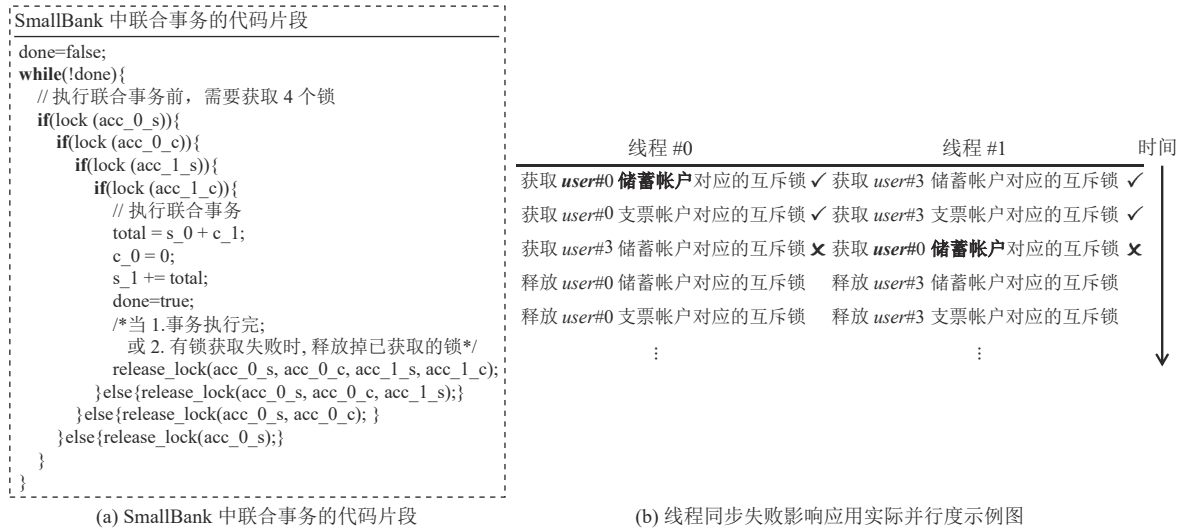 SmallBank 中联合事务的代码片段
done=false;
while(!done){
// 执行联合事务前，需要获取 4 个锁
if(lock (acc_0_s)){
if(lock (acc_0_c)){
if(lock (acc_1_s)){
if(lock (acc_1_c)){
// 执行联合事务
total = s_0 + c_1;
c_0 = 0;
s_1 += total;
done=true;
/*当 1.事务执行完;
或 2. 有锁获取失败时, 释放掉已获取的锁*/
release_lock(acc_0_s, acc_0_c, acc_1_s, acc_1_c);
}else{release_lock(acc_0_s, acc_0_c, acc_1_s);}
}else{release_lock(acc_0_s, acc_0_c); }
}else{release_lock(acc_0_s);}
}
}
(a) SmallBank 中联合事务的代码片段
线程 #0 线程 #1 时间
获取 user#0 储蓄帐户对应的互斥锁 ✓ 获取 user#3 储蓄帐户对应的互斥锁 ✓
获取 user#0 支票帐户对应的互斥锁 ✓ 获取 user#3 支票帐户对应的互斥锁 ✓
获取 user#3 储蓄帐户对应的互斥锁 ✗ 获取 user#0 储蓄帐户对应的互斥锁 ✗
释放 user#0 储蓄帐户对应的互斥锁 释放 user#3 储蓄帐户对应的互斥锁
释放 user#0 支票帐户对应的互斥锁 释放 user#3 支票帐户对应的互斥锁
⋮ ⋮
(b) 线程同步失败影响应用实际并行度示例图